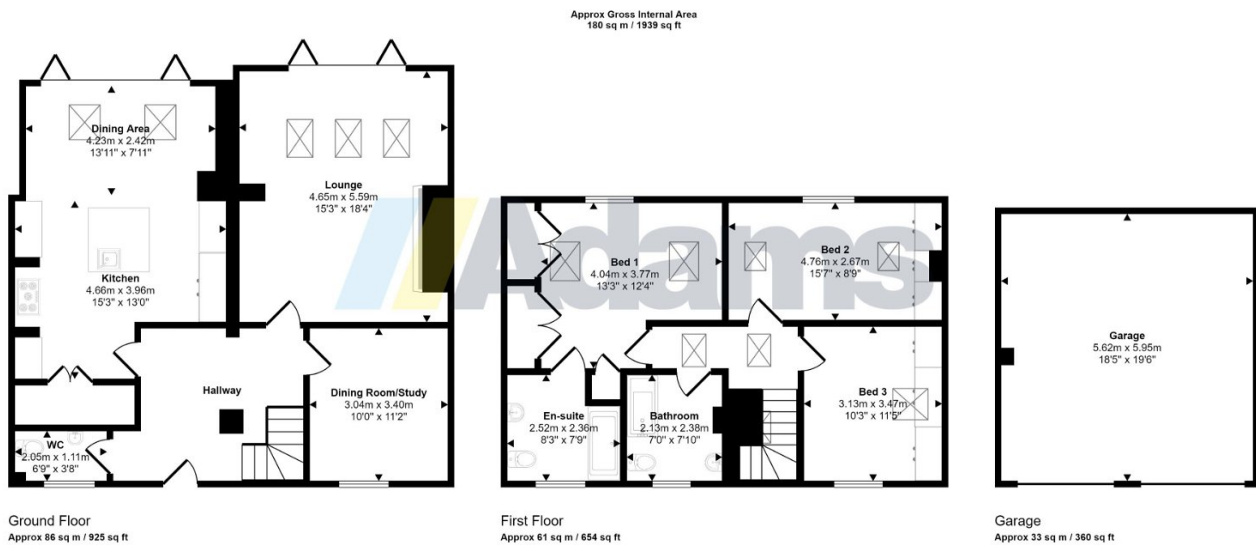 Approx Gross Internal Area
180 sq m / 1939 sq ft
Dining Area
4.23m x 2.42m
13'11" x 7'11"
Lounge
4.65m x 5.59m
15'3" x 18'4"
Kitchen
4.66m x 3.96m
15'3" x 13'0"
Hallway
Dining Room/Study
3.04m x 3.40m
10'0" x 11'2"
WC
2.05m x 1.11m
6'9" x 3'8"
Ground Floor
Approx 86 sq m / 925 sq ft
Adams
Bed 1
4.04m x 3.77m
13'3" x 12'4"
Bed 2
4.76m x 2.67m
15'7" x 8'9"
En-suite
2.52m x 2.36m
8'3" x 7'9"
Bathroom
2.13m x 2.38m
7'0" x 7'10"
Bed 3
3.13m x 3.47m
10'3" x 11'5"
First Floor
Approx 61 sq m / 654 sq ft
Garage
5.62m x 5.95m
18'5" x 19'6"
Garage
Approx 33 sq m / 360 sq ft